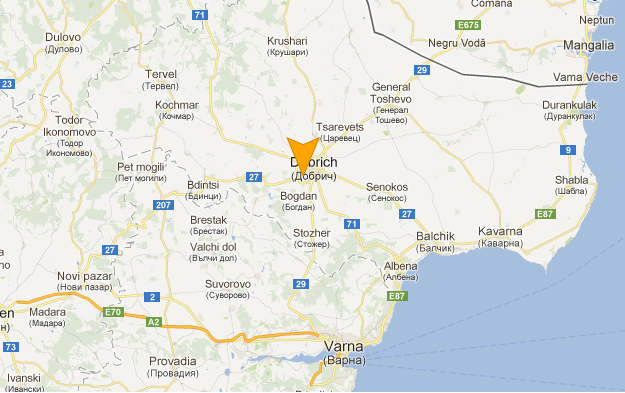 Comana
E675
Neptun
71
Dulovo
(Дулово)
Krushari
(Крушари)
Negru Vodă
Mangalia
Tervel
(Тервел)
29
Vama Veche
23
General
Toshevo
(Генерал
Тошево)
Kochmar
(Кочмар)
Durankulak
(Дуранкулак)
Todor
Ikonomovo
(Тодор
Икономово)
Tsarevets
(Царевец)
9
Pet mogili
(Пет могили)
Dobrich
(Добрич)
27
Bdintsi
(Бдинци)
Senokos
(Сенокос)
Shabla
(Шабла)
Bogdan
(Богдан)
207
27
E87
Brestak
(Брестак)
71
Stozher
(Стожер)
Balchik
(Балчик)
Kavarna
(Каварна)
Valchi dol
(Вълчи дол)
27
Albena
(Албена)
Novi pazar
(Нови пазар)
Suvorovo
(Суворово)
29
2
E87
Madara
(Мадара)
E70
A2
73
Varna
(Варна)
Provadia
(Провадия)
Ivanski
(Ивански)